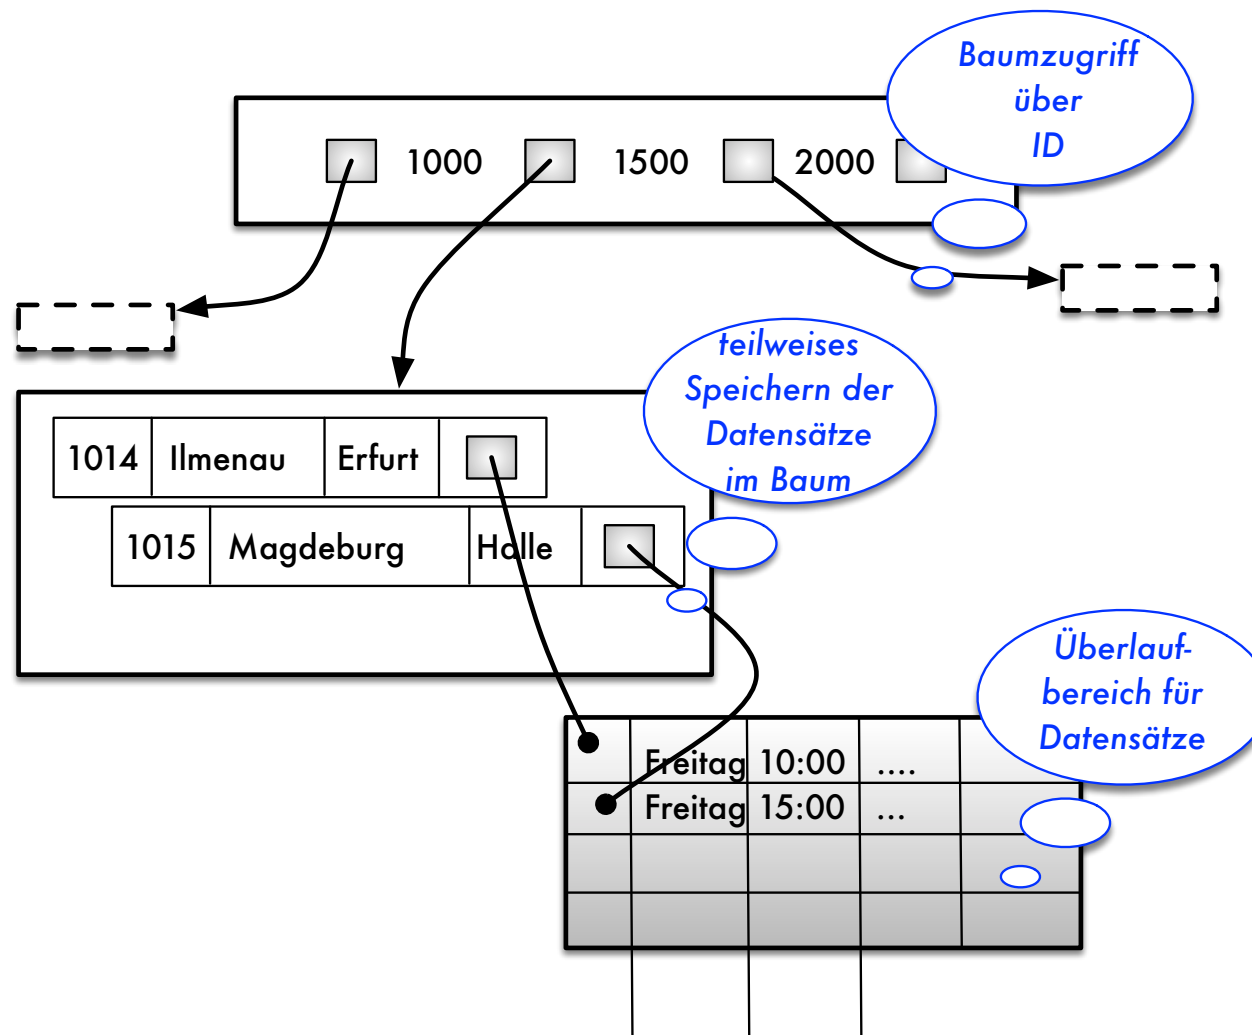 Baumzugriff
über
ID
1000 1500 2000
teilweises
Speichern der
Datensätze
im Baum
1014 Ilmenau Erfurt
1015 Magdeburg Halle
Überlauf-
bereich für
Datensätze
Freitag 10:00 ....
Freitag 15:00 ...